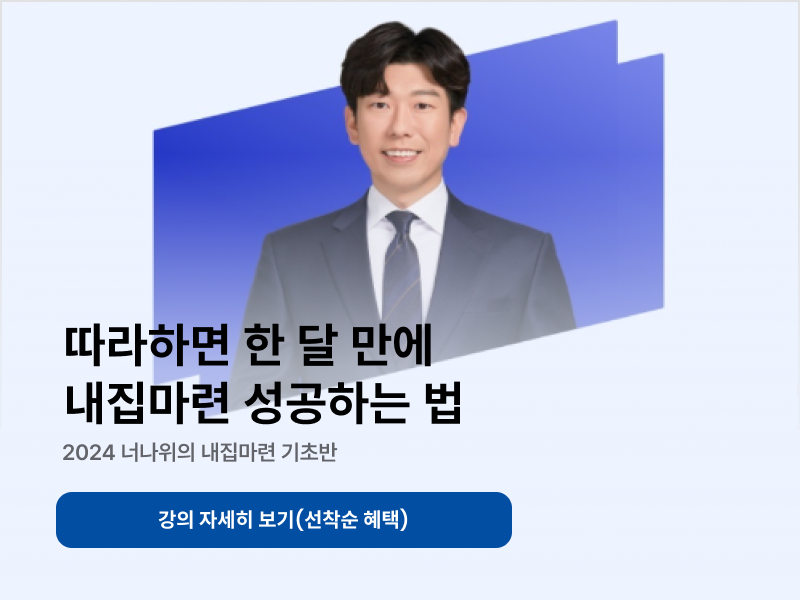 따라하면 한 달 만에
내집마련 성공하는 법
2024 너나위의 내집마련 기초반
강의 자세히 보기(선착순 혜택)